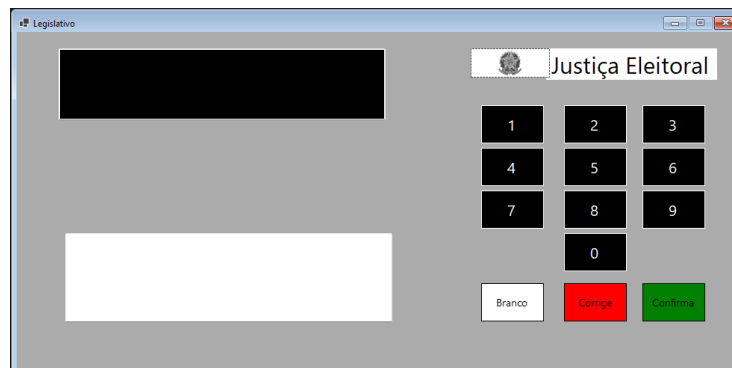 Legislativo
Justiça Eleitoral
1 2 3
4 5 6
7 8 9
0
Branco Corrige Confirma